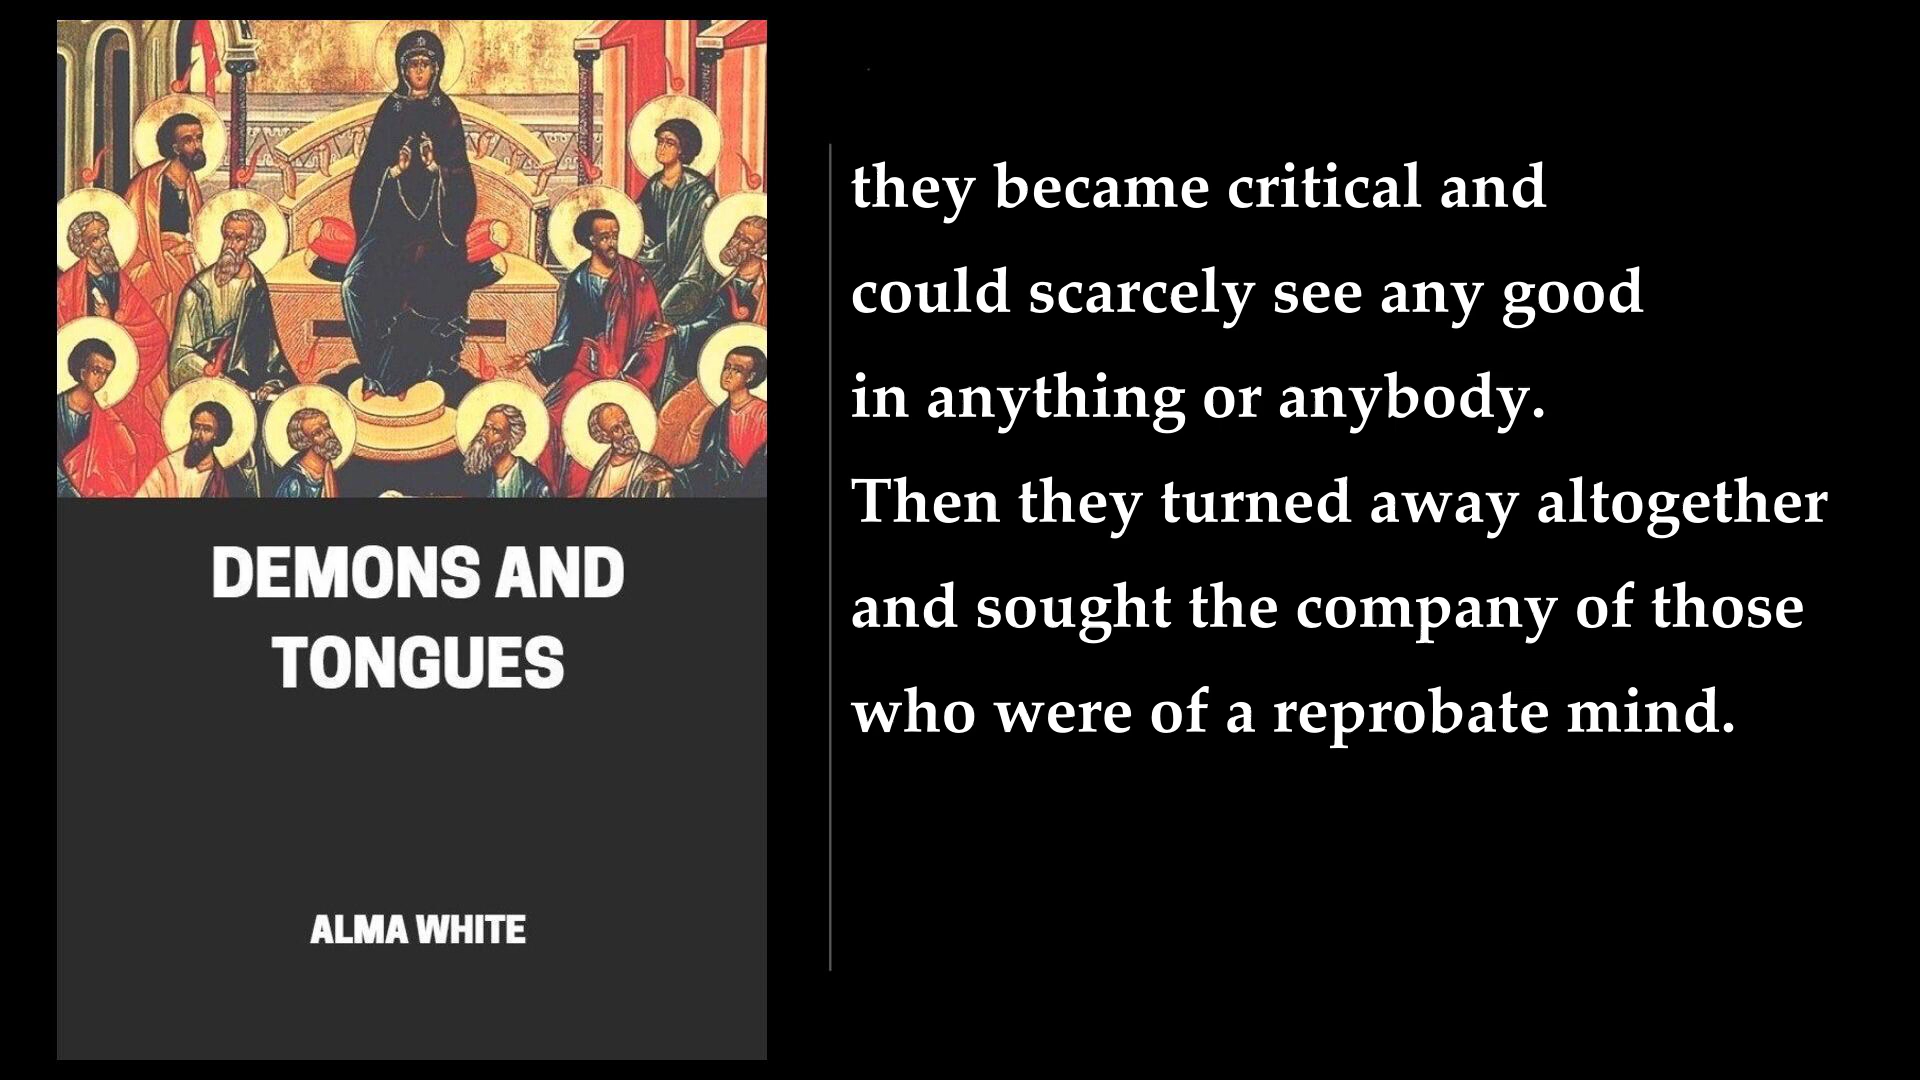 DEMONS AND
TONGUES
ALMA WHITE
they became critical and
could scarcely see any good
in anything or anybody.
Then they turned away altogether
and sought the company of those
who were of a reprobate mind.